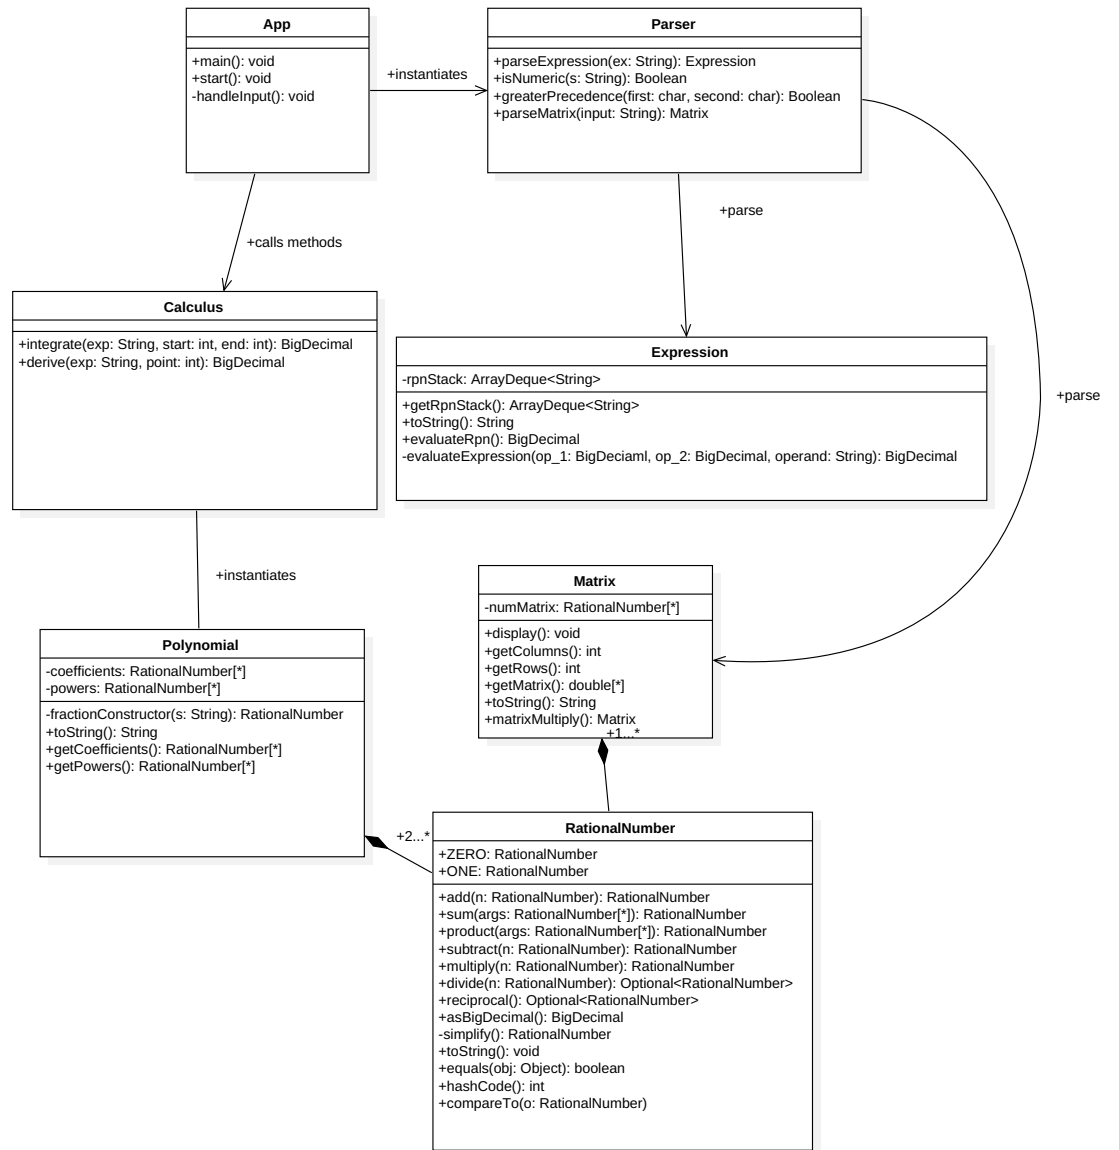 App
+main(): void
+start(): void
-handleInput(): void
+instantiates
Parser
+parseExpression(ex: String): Expression
+isNumeric(s: String): Boolean
+greaterPrecedence(first: char, second: char): Boolean
+parseMatrix(input: String): Matrix
+calls methods
+parse
+parse
Calculus
+integrate(exp: String, start: int, end: int): BigDecimal
+derive(exp: String, point: int): BigDecimal
Expression
-rpnStack: ArrayDeque<String>
+getRpnStack(): ArrayDeque<String>
+toString(): String
+evaluateRpn(): BigDecimal
-evaluateExpression(op_1: BigDeciaml, op_2: BigDecimal, operand: String): BigDecimal
+instantiates
Matrix
-numMatrix: RationalNumber[*]
+display(): void
+getColumns(): int
+getRows(): int
+getMatrix(): double[*]
+toString(): String
+matrixMultiply(): Matrix
+1...*
Polynomial
-coefficients: RationalNumber[*]
-powers: RationalNumber[*]
-fractionConstructor(s: String): RationalNumber
+toString(): String
+getCoefficients(): RationalNumber[*]
+getPowers(): RationalNumber[*]
+2...*
RationalNumber
+ZERO: RationalNumber
+ONE: RationalNumber
+add(n: RationalNumber): RationalNumber
+sum(args: RationalNumber[*]): RationalNumber
+product(args: RationalNumber[*]): RationalNumber
+subtract(n: RationalNumber): RationalNumber
+multiply(n: RationalNumber): RationalNumber
+divide(n: RationalNumber): Optional<RationalNumber>
+reciprocal(): Optional<RationalNumber>
+asBigDecimal(): BigDecimal
-simplify(): RationalNumber
+toString(): void
+equals(obj: Object): boolean
+hashCode(): int
+compareTo(o: RationalNumber)